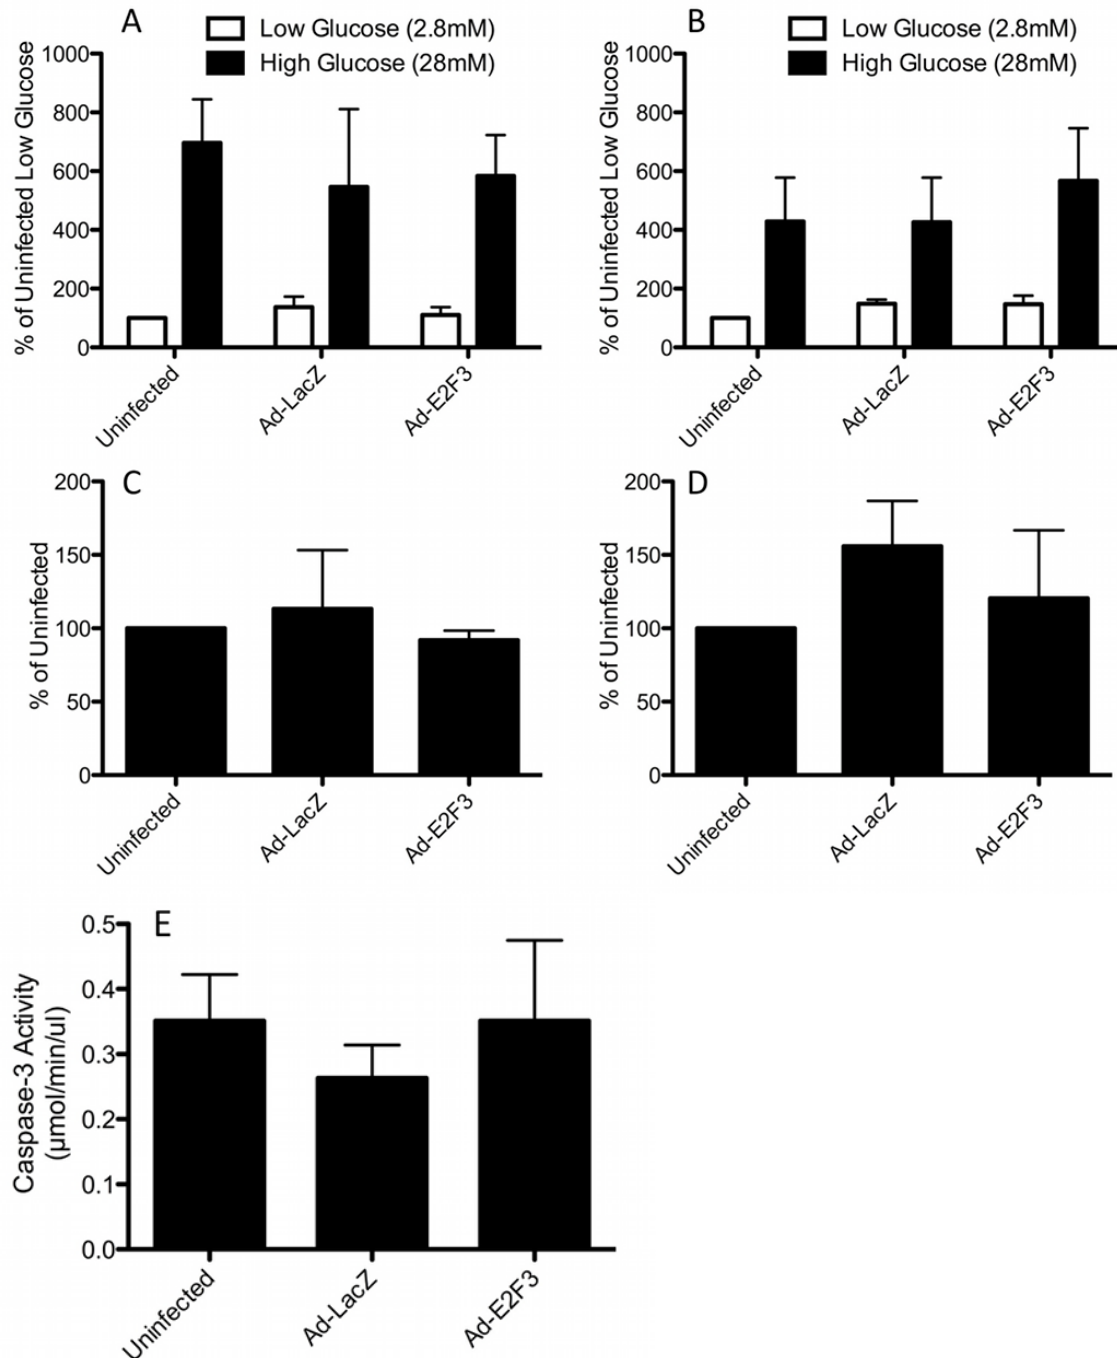 A
Low Glucose (2.8mM)
High Glucose (28mM)
% of Uninfected Low Glucose
1000
800
600
400
200
0
Uninfected
Ad-LacZ
Ad-E2F3
B
Low Glucose (2.8mM)
High Glucose (28mM)
% of Uninfected Low Glucose
1000
800
600
400
200
0
Uninfected
Ad-LacZ
Ad-E2F3
C
% of Uninfected
200
150
100
50
0
Uninfected
Ad-LacZ
Ad-E2F3
D
% of Uninfected
200
150
100
50
0
Uninfected
Ad-LacZ
Ad-E2F3
E
Caspase-3 Activity
(µmol/min/ul)
0.5
0.4
0.3
0.2
0.1
0.0
Uninfected
Ad-LacZ
Ad-E2F3